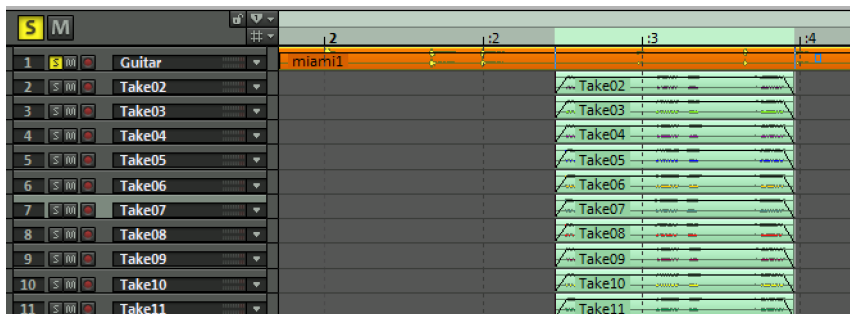 S M
2 :2 :3 :4
1 S M Guitar miami1
2 S M Take02 Take02
3 S M Take03 Take03
4 S M Take04 Take04
5 S M Take05 Take05
6 S M Take06 Take06
7 S M Take07 Take07
8 S M Take08 Take08
9 S M Take09 Take09
10 S M Take10 Take10
11 S M Take11 Take11